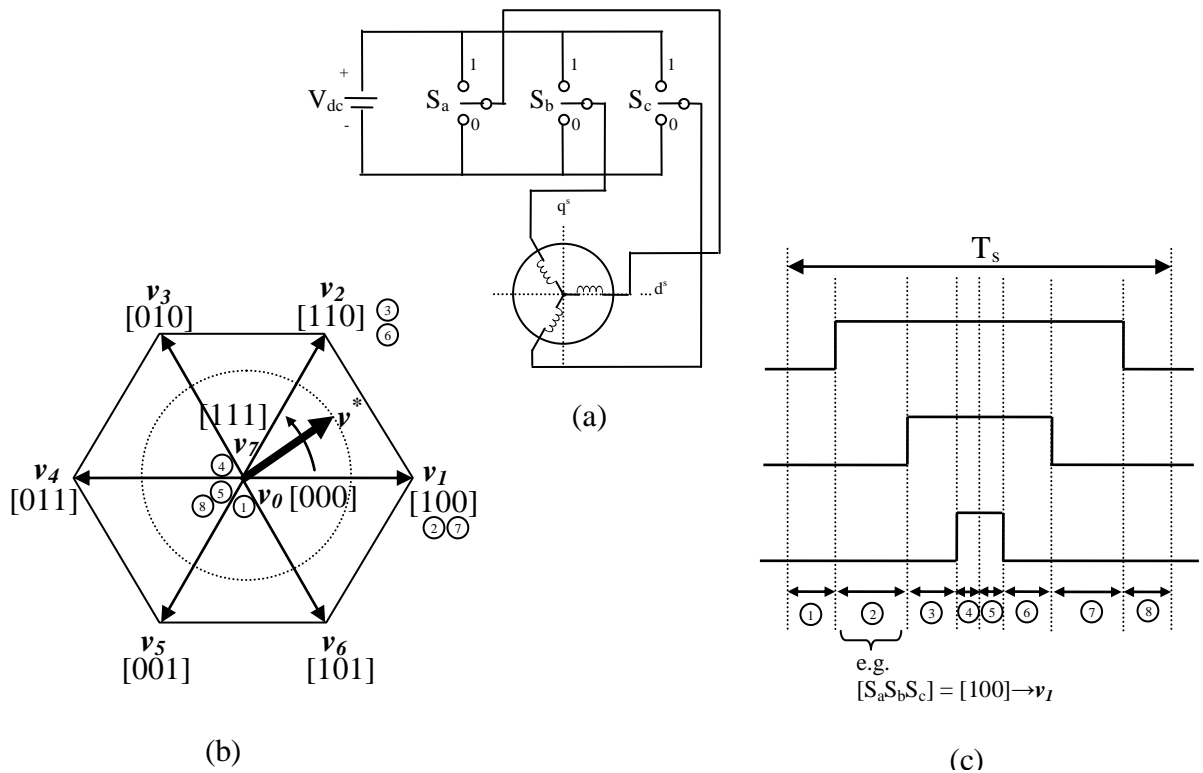 1 1 1
+
V_dc S_a S_b S_c
-
0 0 0
q^s
d^s
(a)
v_3 v_2
[010] [110] ③
⑥
[111] v^*
v_7
④
v_4 v_1
[011] ⑤ v_0 [000] [100]
⑧ ① ② ⑦
v_5 v_6
[001] [101]
(b)
T_s
① ② ③ ④ ⑤ ⑥ ⑦ ⑧
e.g.
[S_aS_bS_c] = [100]→v_1
(c)